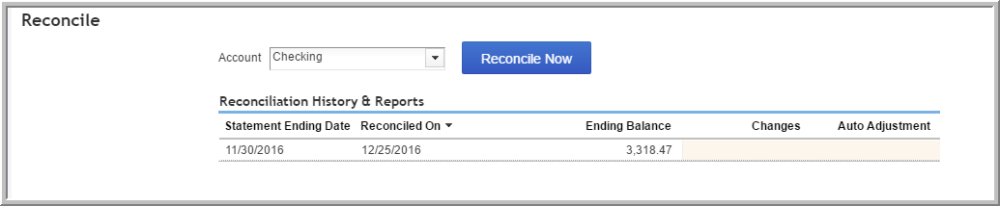 Reconcile
Account Checking Reconcile Now
Reconciliation History & Reports
Statement Ending Date Reconciled On Ending Balance Changes Auto Adjustment
11/30/2016 12/25/2016 3,318.47